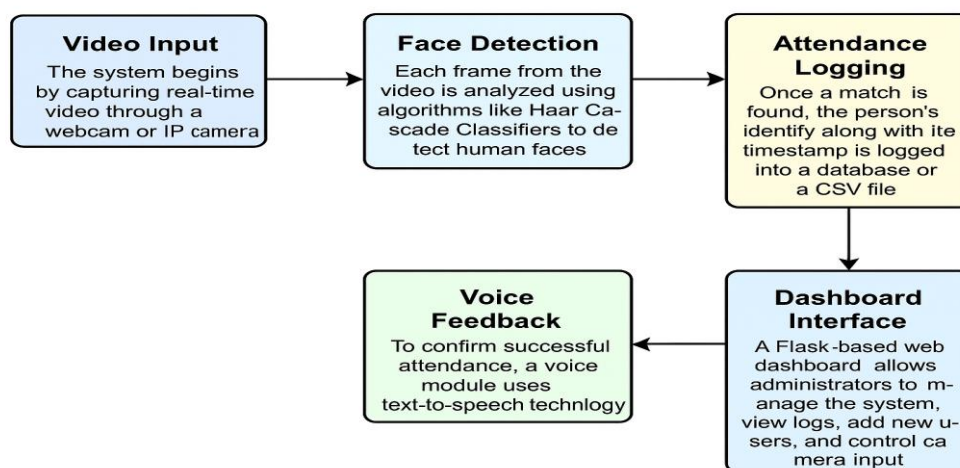 Video Input
The system begins
by capturing real-time
video through a
webcam or IP camera
Face Detection
Each frame from the
video is analyzed using
algorithms like Haar Ca-
scade Classifiers to de
tect human faces
Attendance
Logging
Once a match is
found, the person's
identify along with ite
timestamp is logged
into a database or
a CSV file
Voice
Feedback
To confirm successful
attendance, a voice
module uses
text-to-speech technlogy
Dashboard
Interface
A Flask-based web
dashboard allows
administrators to m-
anage the system,
view logs, add new u-
sers, and control ca
mera input